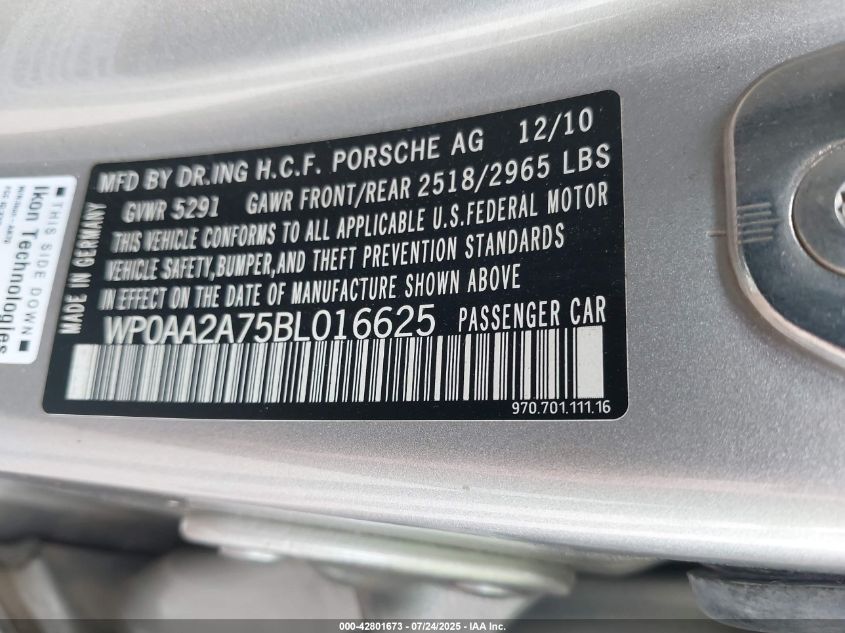 MFD BY DR.ING H.C.F. PORSCHE AG 12/10
GVWR 5291 GAWR FRONT/REAR 2518/2965 LBS
THIS VEHICLE CONFORMS TO ALL APPLICABLE U.S.FEDERAL MOTOR
VEHICLE SAFETY,BUMPER,AND THEFT PREVENTION STANDARDS
IN EFFECT ON THE DATE OF MANUFACTURE SHOWN ABOVE
WP0AA2A75BL016625 PASSENGER CAR
970.701.111.16
MADE IN GERMANY
THIS SIDE DOWN
Ikon Technologies
000-42801673 - 07/24/2025 - IAA Inc.